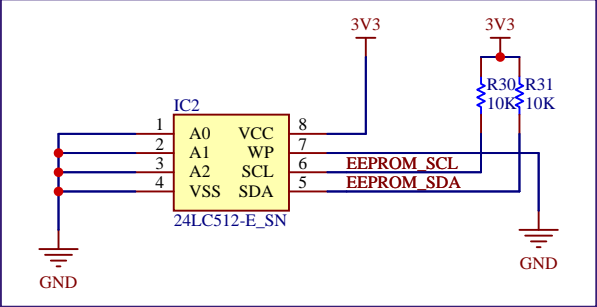 3V3
3V3
R30
R31
10K
10K
IC2
1
A0
VCC
8
2
A1
WP
7
3
A2
SCL
6
EEPROM_SCL
4
VSS
SDA
5
EEPROM_SDA
24LC512-E_SN
GND
GND